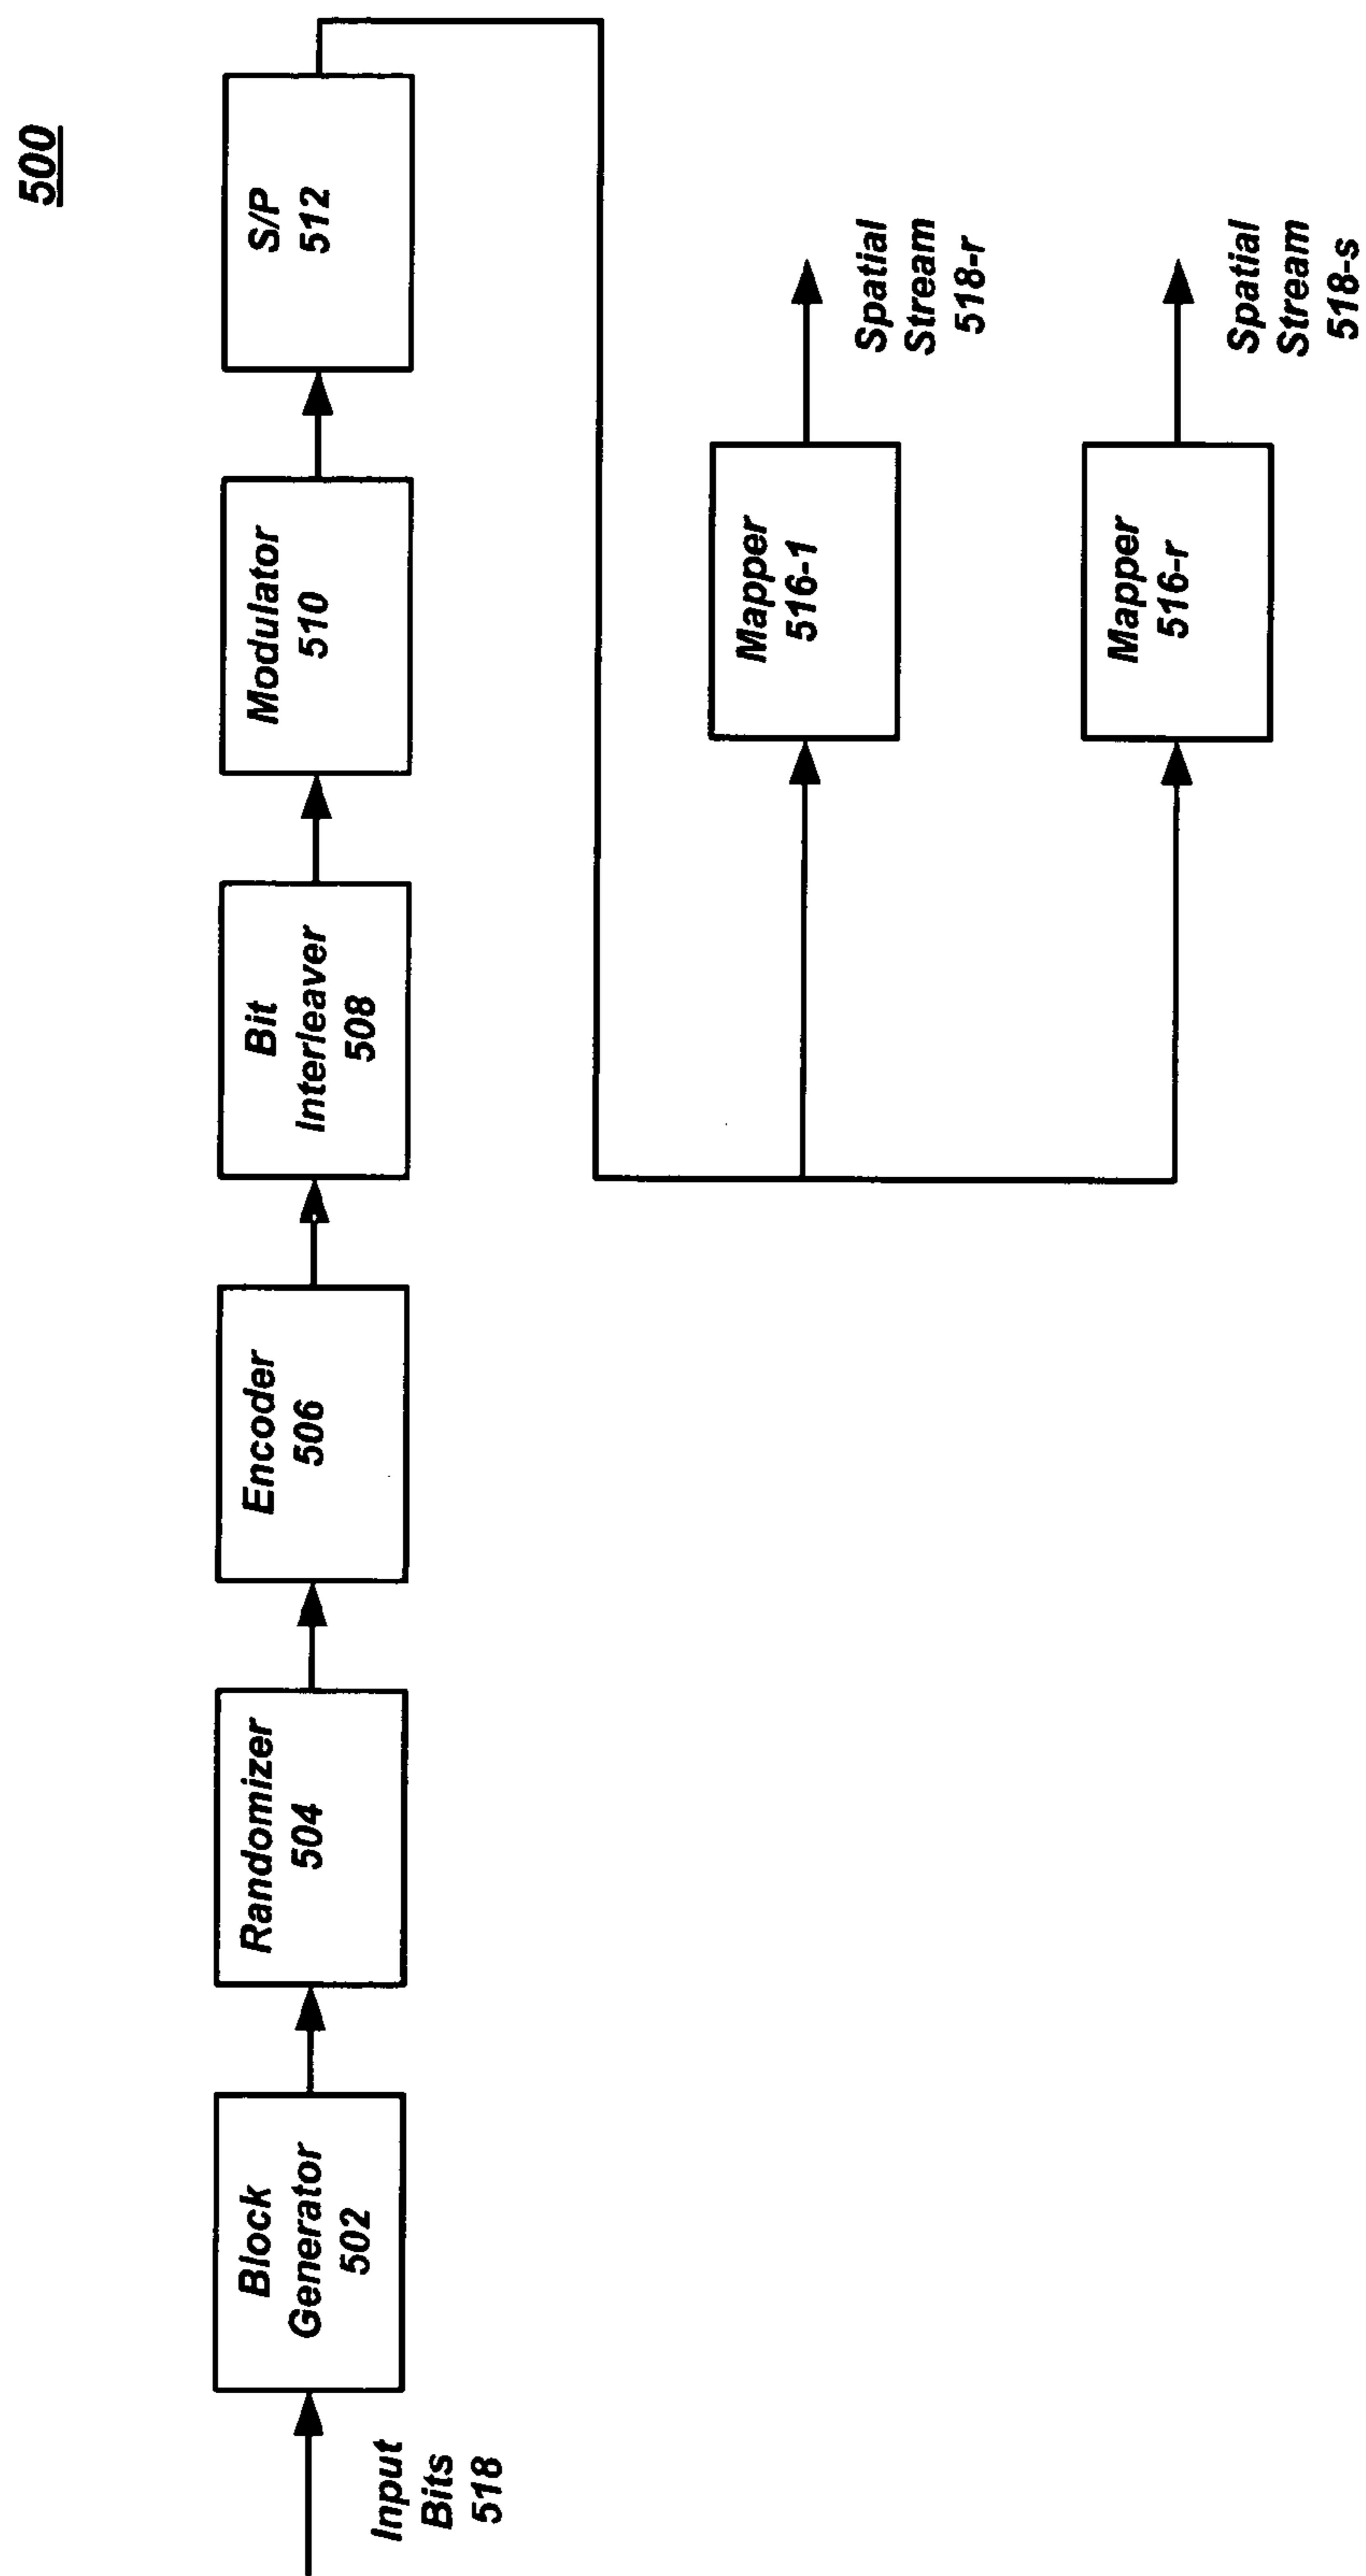 500
Input
Bits
518
Block
Generator
502
Randomizer
504
Encoder
506
Bit
Interleaver
508
Modulator
510
S/P
512
Mapper
516-1
Spatial
Stream
518-r
Mapper
516-r
Spatial
Stream
518-s